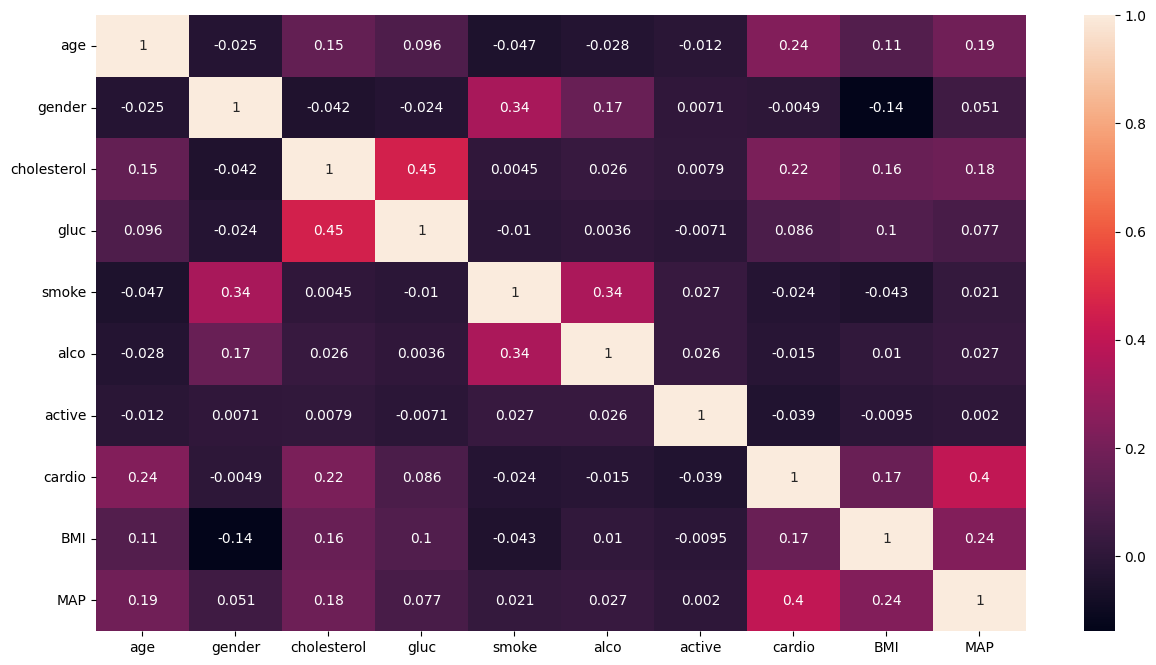 age 1 -0.025 0.15 0.096 -0.047 -0.028 -0.012 0.24 0.11 0.19
gender -0.025 1 -0.042 -0.024 0.34 0.17 0.0071 -0.0049 -0.14 0.051
cholesterol 0.15 -0.042 1 0.45 0.0045 0.026 0.0079 0.22 0.16 0.18
gluc 0.096 -0.024 0.45 1 -0.01 0.0036 -0.0071 0.086 0.1 0.077
smoke -0.047 0.34 0.0045 -0.01 1 0.34 0.027 -0.024 -0.043 0.021
alco -0.028 0.17 0.026 0.0036 0.34 1 0.026 -0.015 0.01 0.027
active -0.012 0.0071 0.0079 -0.0071 0.027 0.026 1 -0.039 -0.0095 0.002
cardio 0.24 -0.0049 0.22 0.086 -0.024 -0.015 -0.039 1 0.17 0.4
BMI 0.11 -0.14 0.16 0.1 -0.043 0.01 -0.0095 0.17 1 0.24
MAP 0.19 0.051 0.18 0.077 0.021 0.027 0.002 0.4 0.24 1
age gender cholesterol gluc smoke alco active cardio BMI MAP
1.0
0.8
0.6
0.4
0.2
0.0